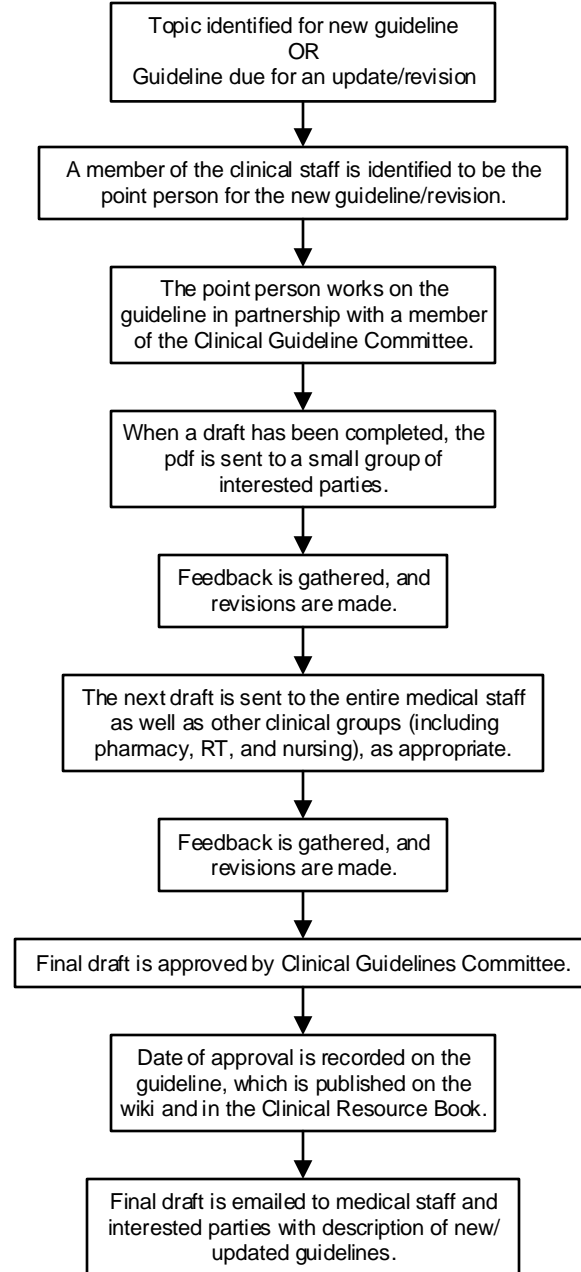 Topic identified for new guideline
OR
Guideline due for an update/revision
A member of the clinical staff is identified to be the
point person for the new guideline/revision.
The point person works on the
guideline in partnership with a member
of the Clinical Guideline Committee.
When a draft has been completed, the
pdf is sent to a small group of
interested parties.
Feedback is gathered, and
revisions are made.
The next draft is sent to the entire medical staff
as well as other clinical groups (including
pharmacy, RT, and nursing), as appropriate.
Feedback is gathered, and
revisions are made.
Final draft is approved by Clinical Guidelines Committee.
Date of approval is recorded on the
guideline, which is published on the
wiki and in the Clinical Resource Book.
Final draft is emailed to medical staff and
interested parties with description of new/
updated guidelines.